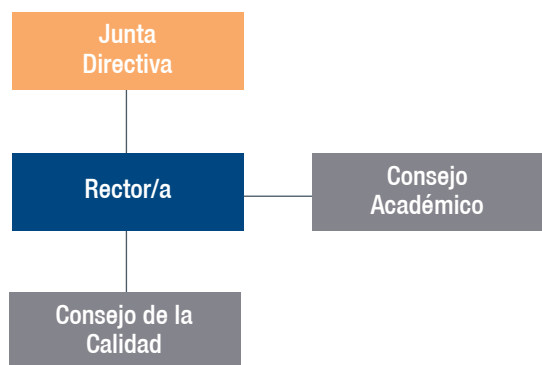 Junta
Directiva
Rector/a
Consejo
Académico
Consejo de la
Calidad